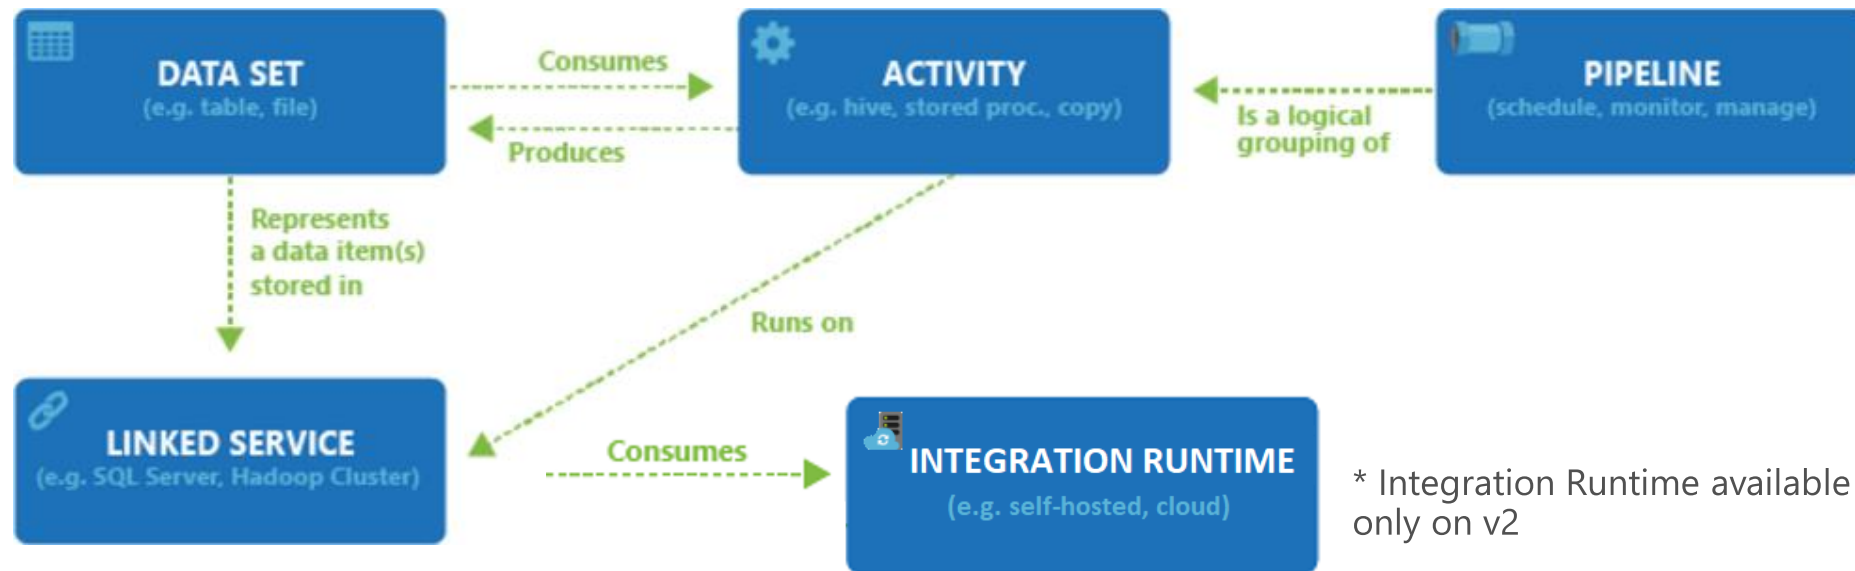 DATA SET
(e.g. table, file)
Consumes
Produces
ACTIVITY
(e.g. hive, stored proc., copy)
Is a logical
grouping of
PIPELINE
(schedule, monitor, manage)
Represents
a data item(s)
stored in
Runs on
LINKED SERVICE
(e.g. SQL Server, Hadoop Cluster)
Consumes
INTEGRATION RUNTIME
(e.g. self-hosted, cloud)
* Integration Runtime available
only on v2